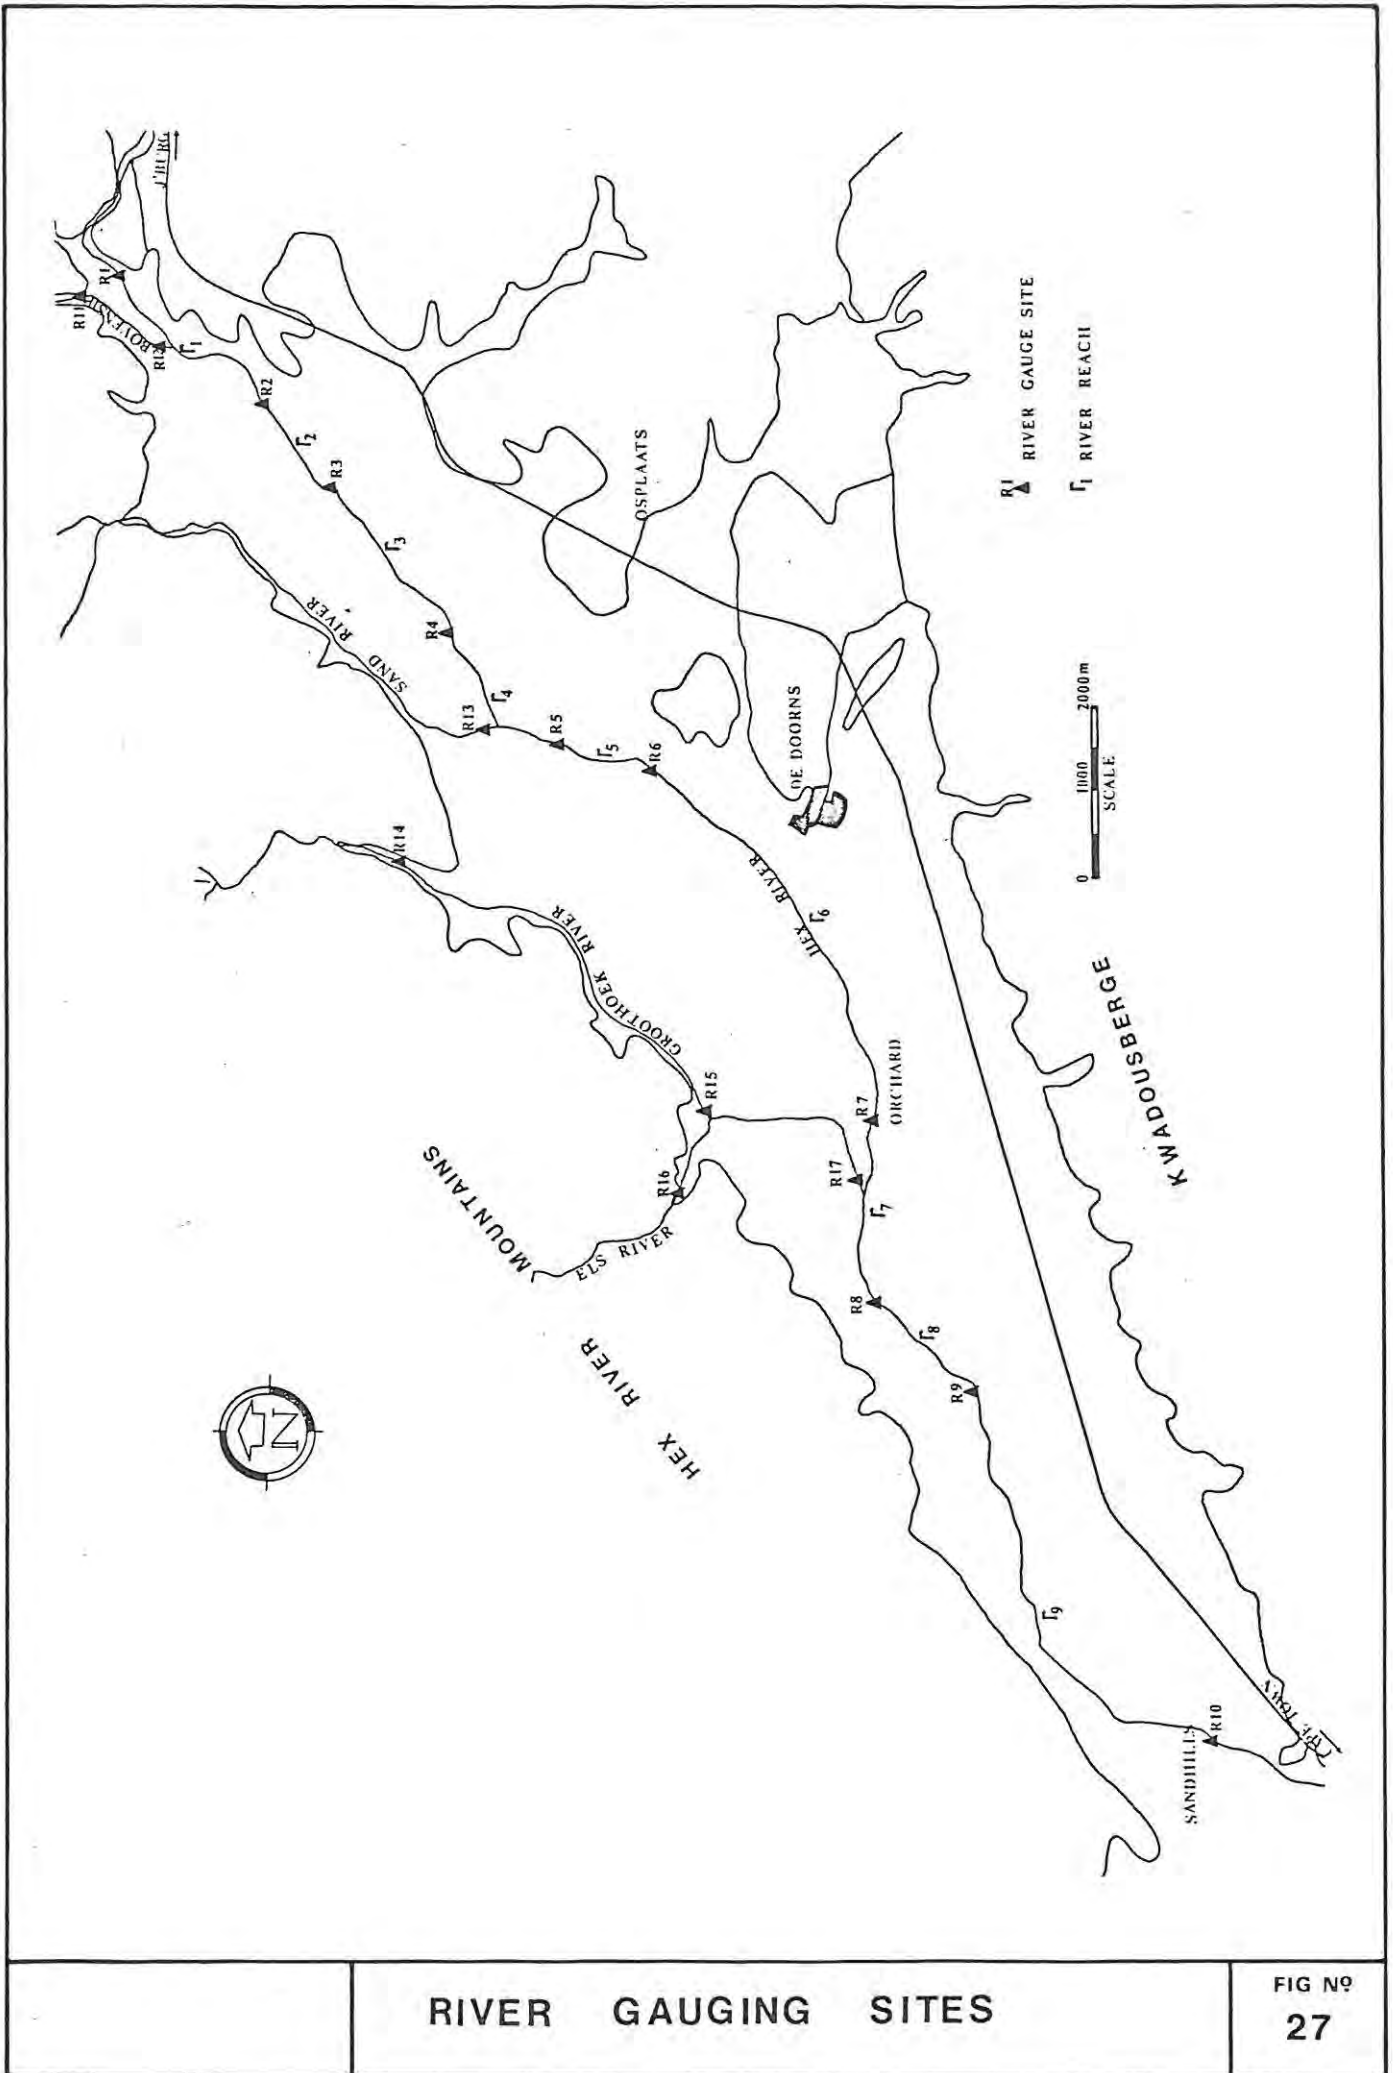 J'BURG
R11
R1
R12
Γ1
R2
Γ2
R3
Γ3
R4
SAND RIVER
Γ4
R13
R5
Γ5
R6
OSPLAATS
DE DOORNS
R14
GROOTHOEK RIVER
HEX RIVER
Γ6
R15
R7
ORCHARD
R16
R17
Γ7
ELS RIVER
R8
Γ8
R9
Γ9
HEX RIVER MOUNTAINS
KWADOUSBERGE
N
R10
SANDHILLS
R1 RIVER GAUGE SITE
Γ1 RIVER REACH
0 1000 2000m
SCALE
RIVER GAUGING SITES
FIG Nº
27